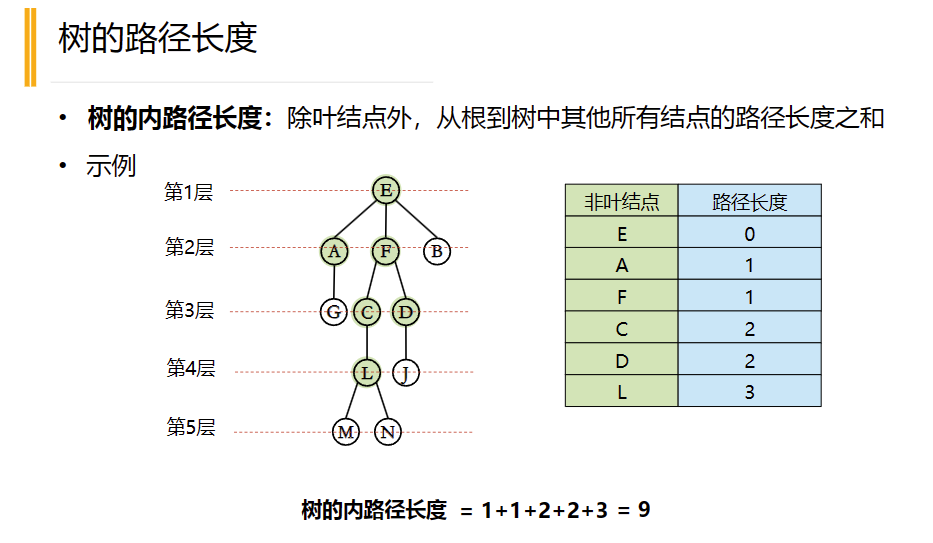 树的路径长度
• 树的内路径长度：除叶结点外，从根到树中其他所有结点的路径长度之和
• 示例
第1层
E
第2层
A F B
第3层
G C D
第4层
L J
第5层
M N
非叶结点 路径长度
E 0
A 1
F 1
C 2
D 2
L 3
树的内路径长度 = 1+1+2+2+3 = 9